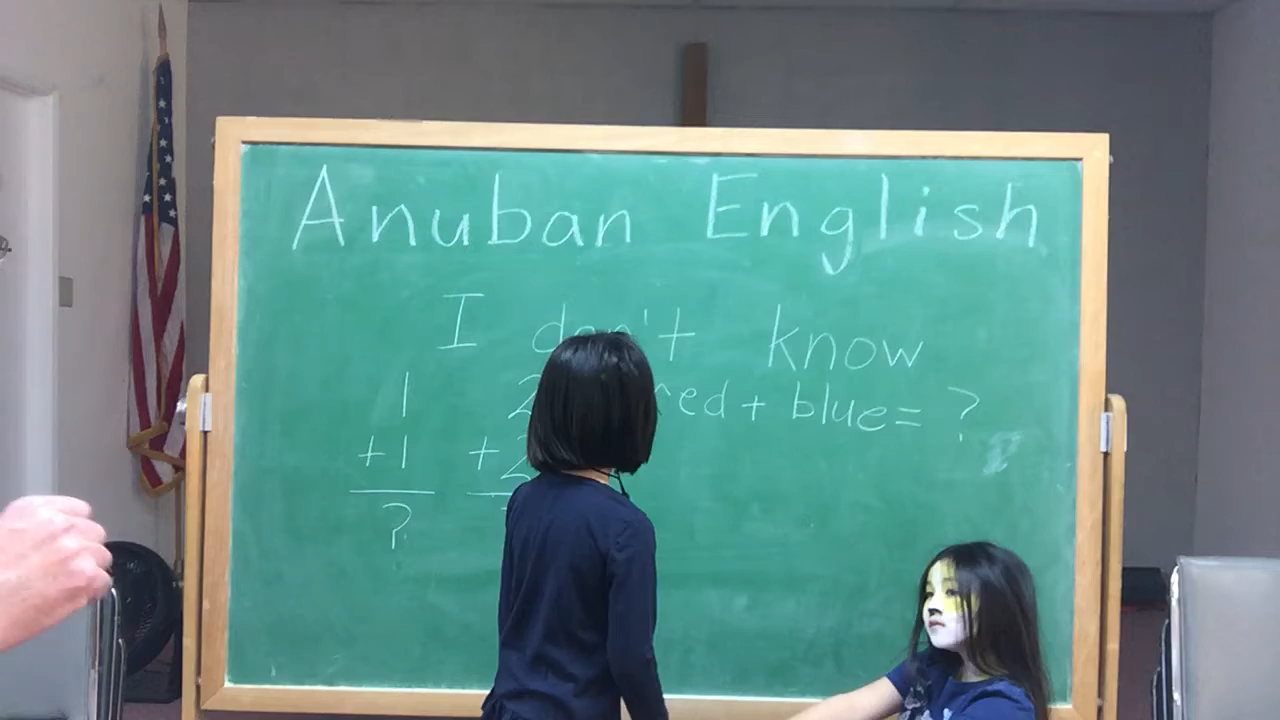 Anuban English
I don't know
1 2 red + blue = ?
+1 +2
?